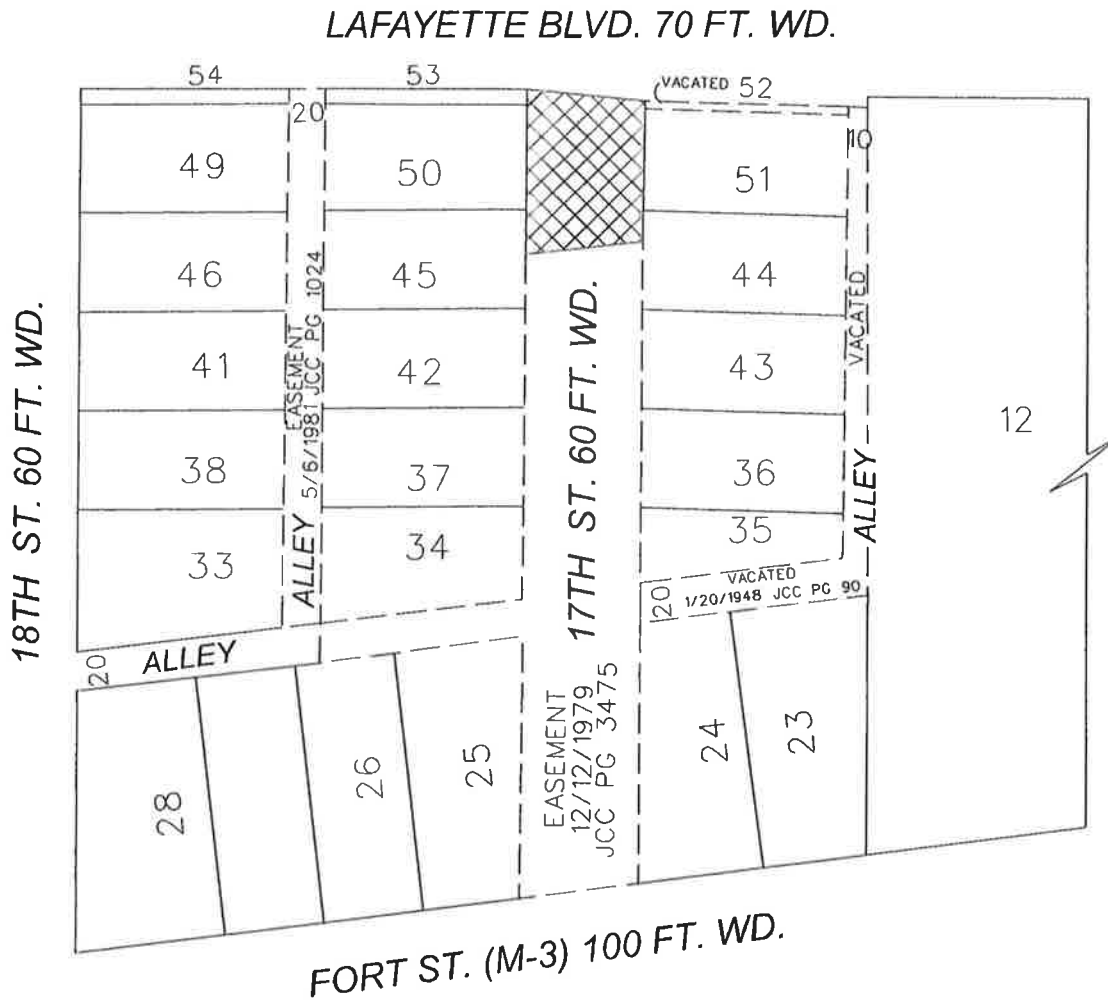 LAFAYETTE BLVD. 70 FT. WD.
54
53
VACATED 52
20
10
49
50
51
46
45
44
41
42
43
38
37
36
33
34
35
12
18TH ST. 60 FT. WD.
EASEMENT
ALLEY 5/6/1981 JCC PG 1024
17TH ST. 60 FT. WD.
VACATED
ALLEY
VACATED
20 1/20/1948 JCC PG 90
20
ALLEY
28
26
25
EASEMENT
12/12/1979
JCC PG 3475
24
23
FORT ST. (M-3) 100 FT. WD.